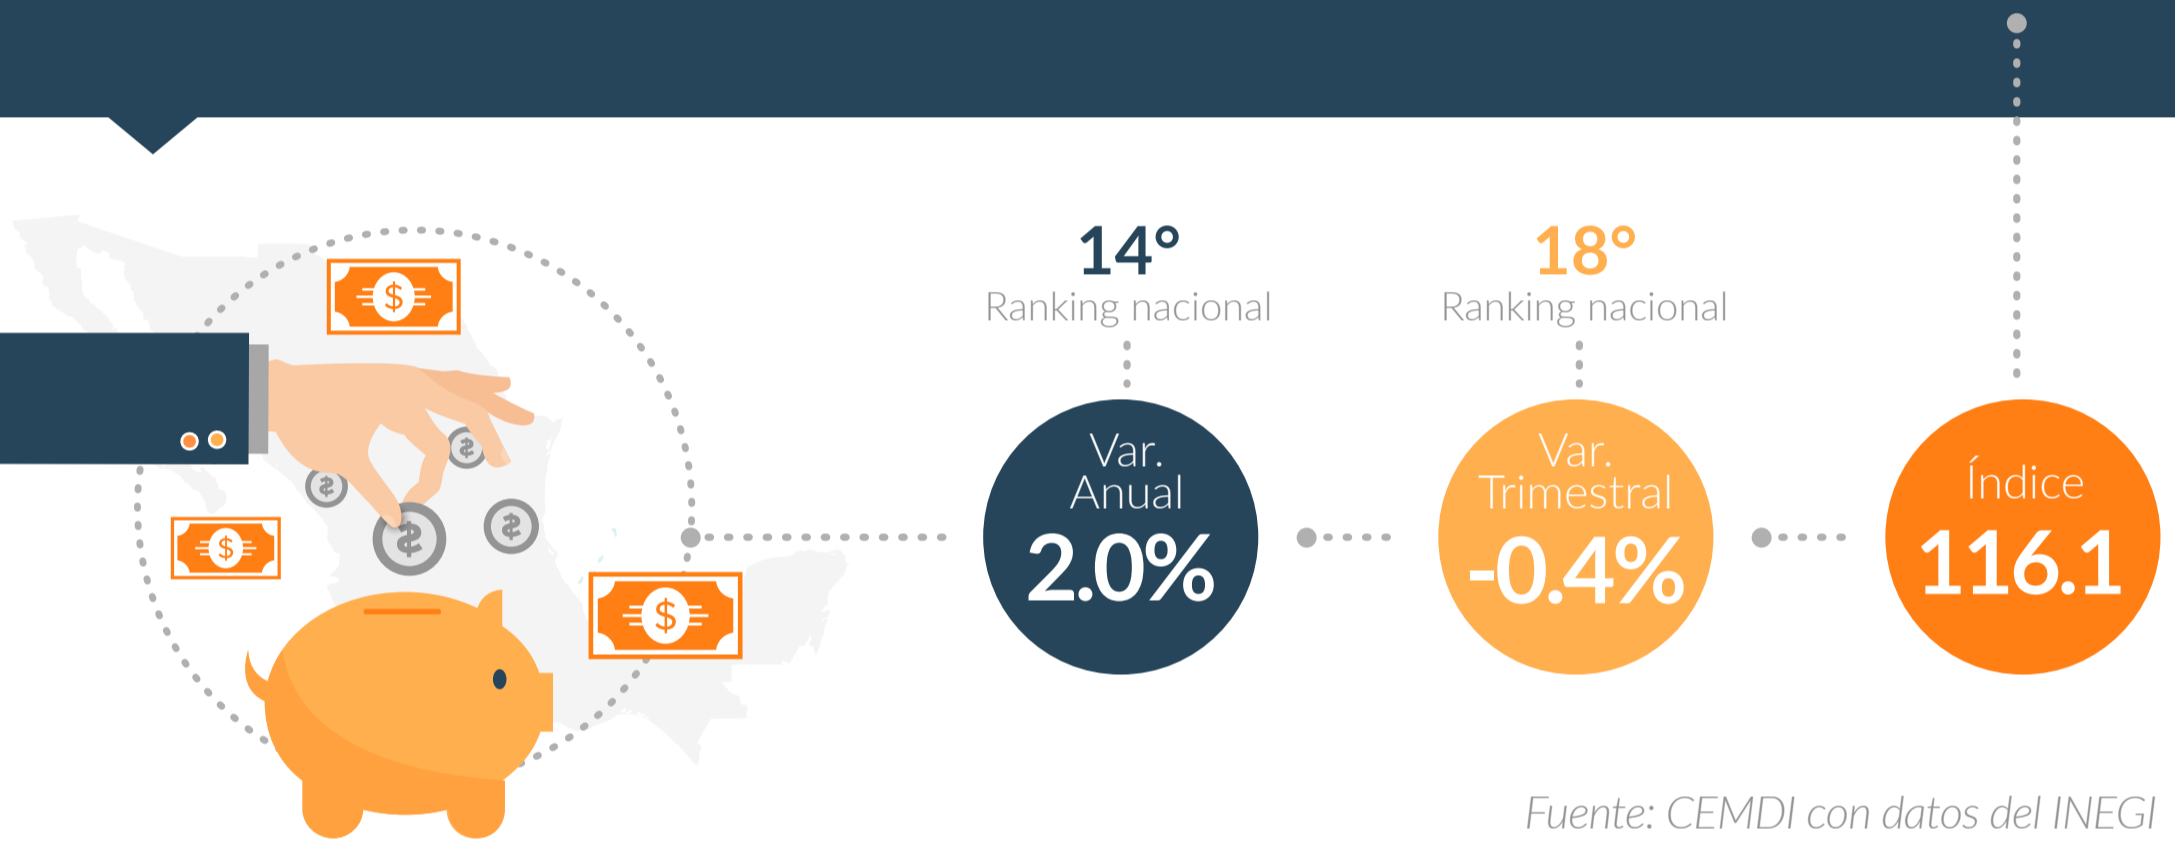 14°
Ranking nacional
Var.
Anual
2.0%
18°
Ranking nacional
Var.
Trimestral
-0.4%
Índice
116.1
Fuente: CEMDI con datos del INEGI